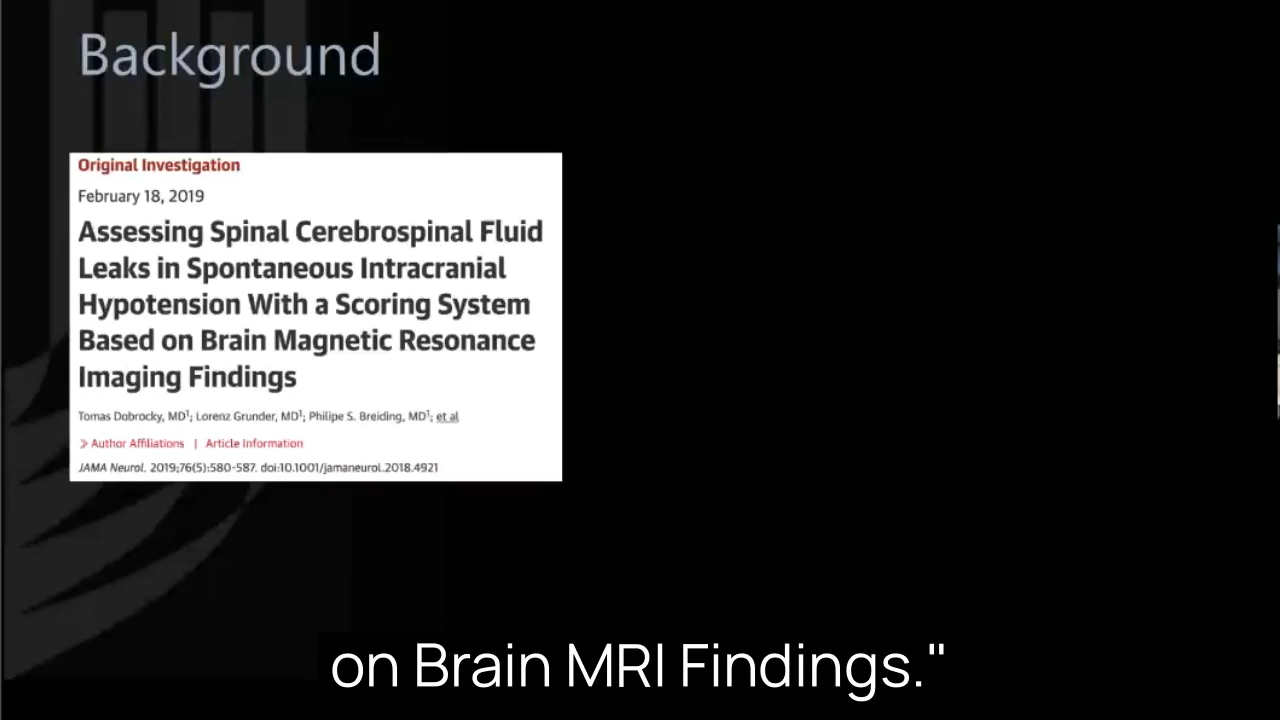 Background
Original Investigation
February 18, 2019
Assessing Spinal Cerebrospinal Fluid
Leaks in Spontaneous Intracranial
Hypotension With a Scoring System
Based on Brain Magnetic Resonance
Imaging Findings
Tomas Dobrocky, MD1; Lorenz Grunder, MD1; Philipe S. Breiding, MD1; et al
» Author Affiliations | Article Information
JAMA Neurol. 2019;76(5):580-587. doi:10.1001/jamaneurol.2018.4921
on Brain MRI Findings."